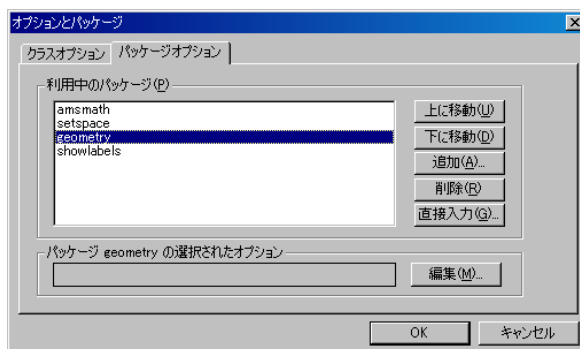 オプションとパッケージ
クラスオプション パッケージオプション
利用中のパッケージ(P)
amsmath
setspace
geometry
showlabels
上に移動(U)
下に移動(D)
追加(A)...
削除(R)
直接入力(G)...
パッケージ geometry の選択されたオプション
編集(M)...
OK キャンセル